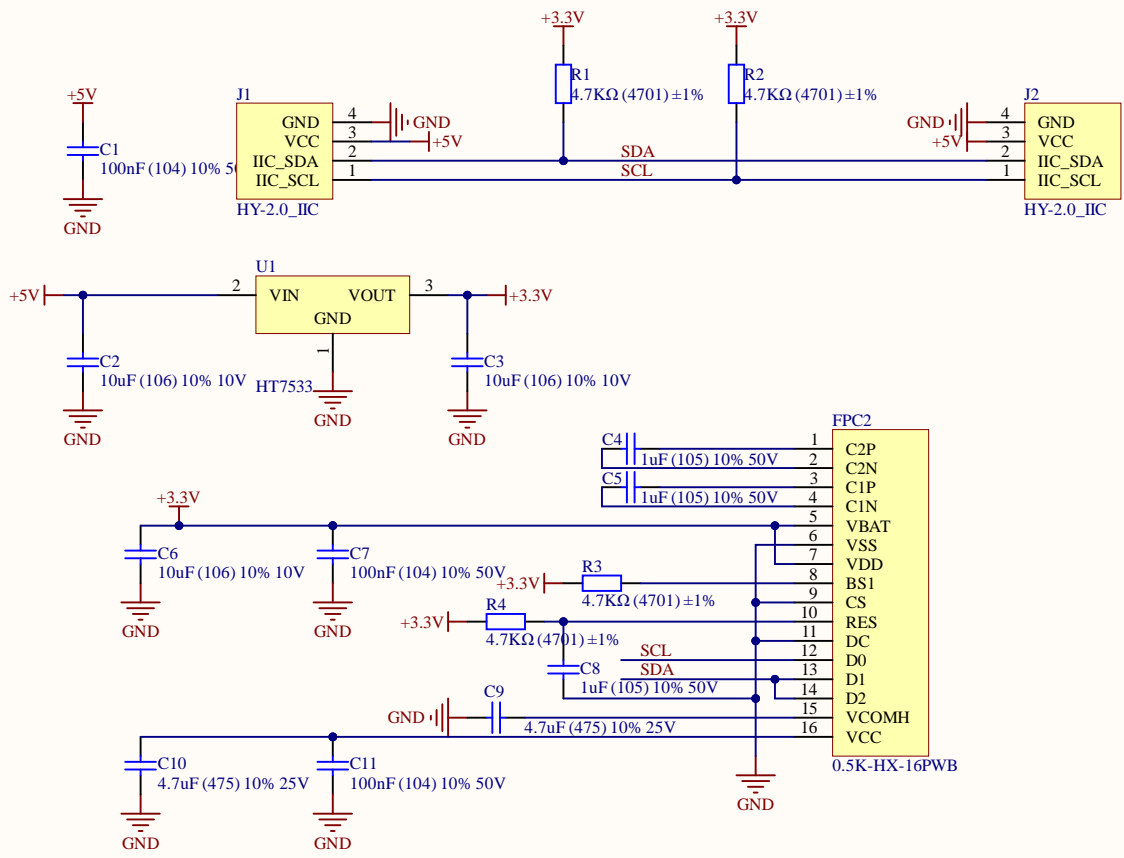 +3.3V
+3.3V
R1
4.7KΩ (4701) ±1%
R2
4.7KΩ (4701) ±1%
+5V
C1
100nF (104) 10%
GND
J1
GND 4
VCC 3
IIC_SDA 2
IIC_SCL 1
HY-2.0_IIC
GND
+5V
SDA
SCL
GND
+5V
J2
4 GND
3 VCC
2 IIC_SDA
1 IIC_SCL
HY-2.0_IIC
U1
+5V
2 VIN VOUT 3
GND
1
HT7533
+3.3V
C2
10uF (106) 10% 10V
GND
GND
C3
10uF (106) 10% 10V
GND
FPC2
C4
1uF (105) 10% 50V
C5
1uF (105) 10% 50V
1 C2P
2 C2N
3 C1P
4 C1N
5 VBAT
6 VSS
7 VDD
8 BS1
9 CS
10 RES
11 DC
12 D0
13 D1
14 D2
15 VCOMH
16 VCC
0.5K-HX-16PWB
+3.3V
C6
10uF (106) 10% 10V
GND
C7
100nF (104) 10% 50V
GND
+3.3V
R3
4.7KΩ (4701) ±1%
+3.3V
R4
4.7KΩ (4701) ±1%
SCL
SDA
C8
1uF (105) 10% 50V
GND
C9
4.7uF (475) 10% 25V
C10
4.7uF (475) 10% 25V
GND
C11
100nF (104) 10% 50V
GND
GND